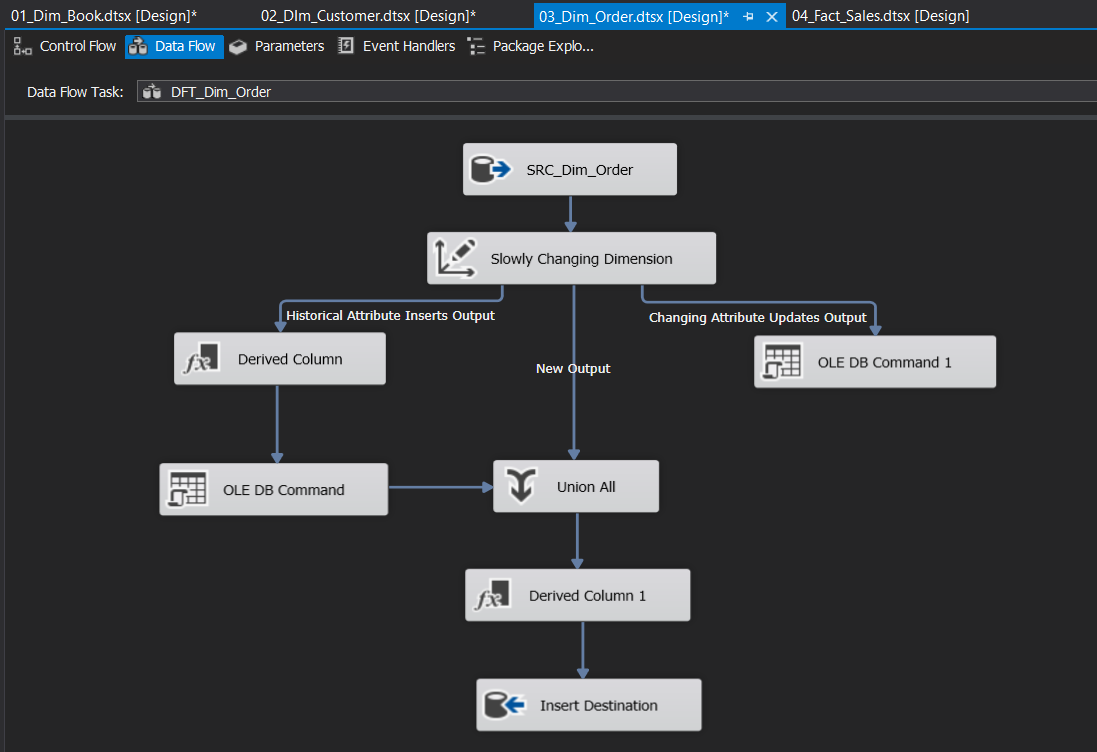 01_Dim_Book.dtsx [Design]*
02_DIm_Customer.dtsx [Design]*
03_Dim_Order.dtsx [Design]*
04_Fact_Sales.dtsx [Design]
Control Flow
Data Flow
Parameters
Event Handlers
Package Explo...
Data Flow Task:
DFT_Dim_Order
SRC_Dim_Order
Slowly Changing Dimension
Historical Attribute Inserts Output
Changing Attribute Updates Output
Derived Column
New Output
OLE DB Command 1
OLE DB Command
Union All
Derived Column 1
Insert Destination